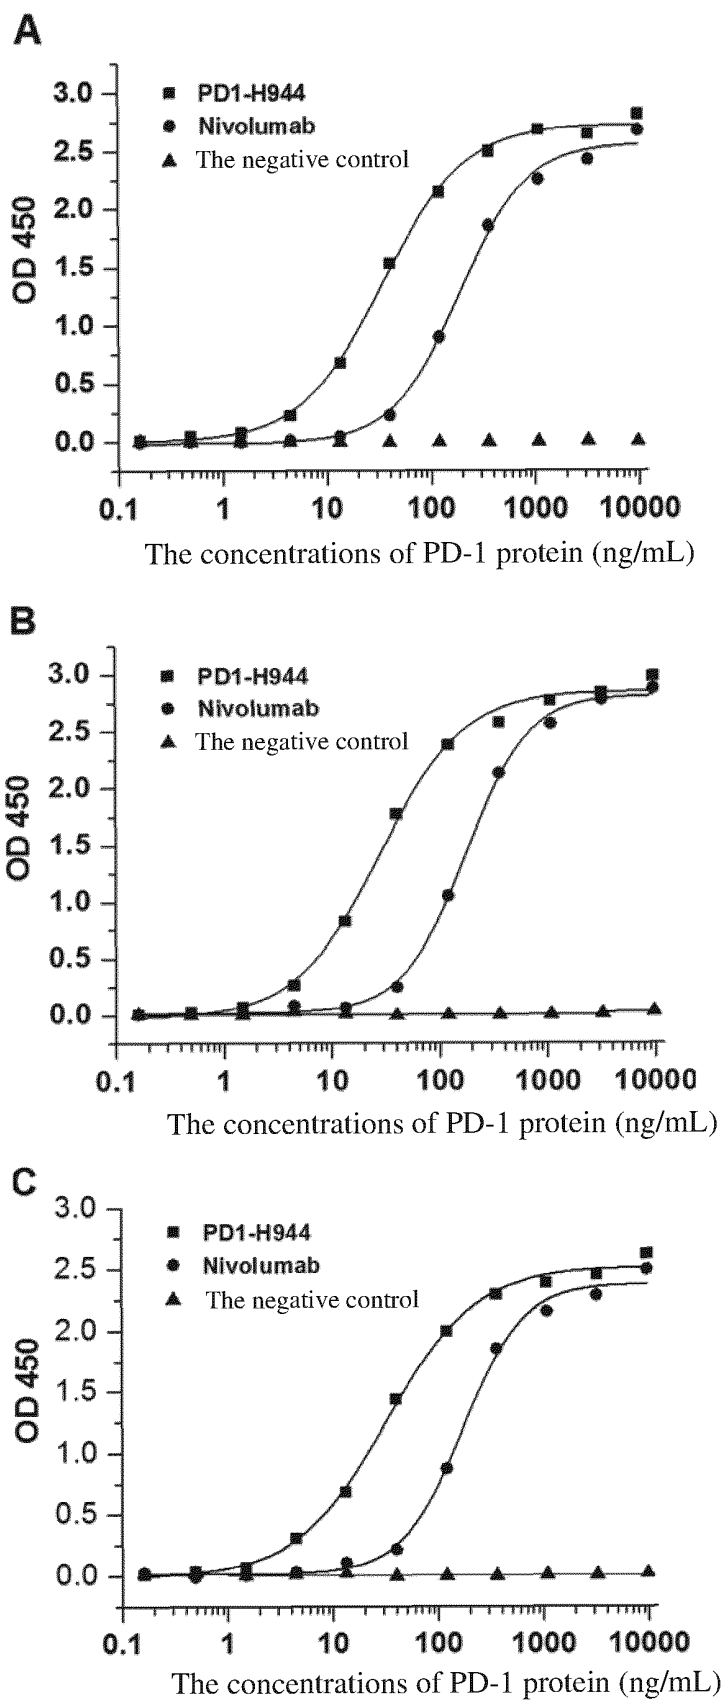 A
3.0
2.5
2.0
1.5
1.0
0.5
0.0
OD 450
PD1-H944
Nivolumab
The negative control
0.1 1 10 100 1000 10000
The concentrations of PD-1 protein (ng/mL)
B
3.0
2.5
2.0
1.5
1.0
0.5
0.0
OD 450
PD1-H944
Nivolumab
The negative control
0.1 1 10 100 1000 10000
The concentrations of PD-1 protein (ng/mL)
C
3.0
2.5
2.0
1.5
1.0
0.5
0.0
OD 450
PD1-H944
Nivolumab
The negative control
0.1 1 10 100 1000 10000
The concentrations of PD-1 protein (ng/mL)